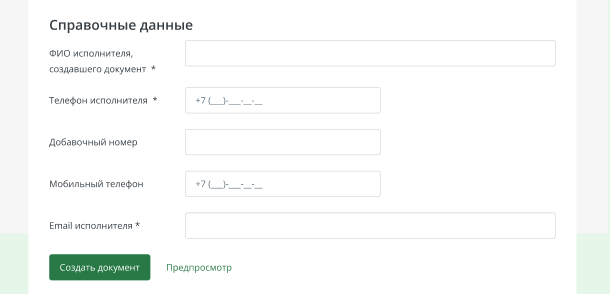 Справочные данные
ФИО исполнителя,
создавшего документ *
Телефон исполнителя *
+7 (___)-___-__-__
Добавочный номер
Мобильный телефон
+7 (___)-___-__-__
Email исполнителя *
Создать документ
Предпросмотр